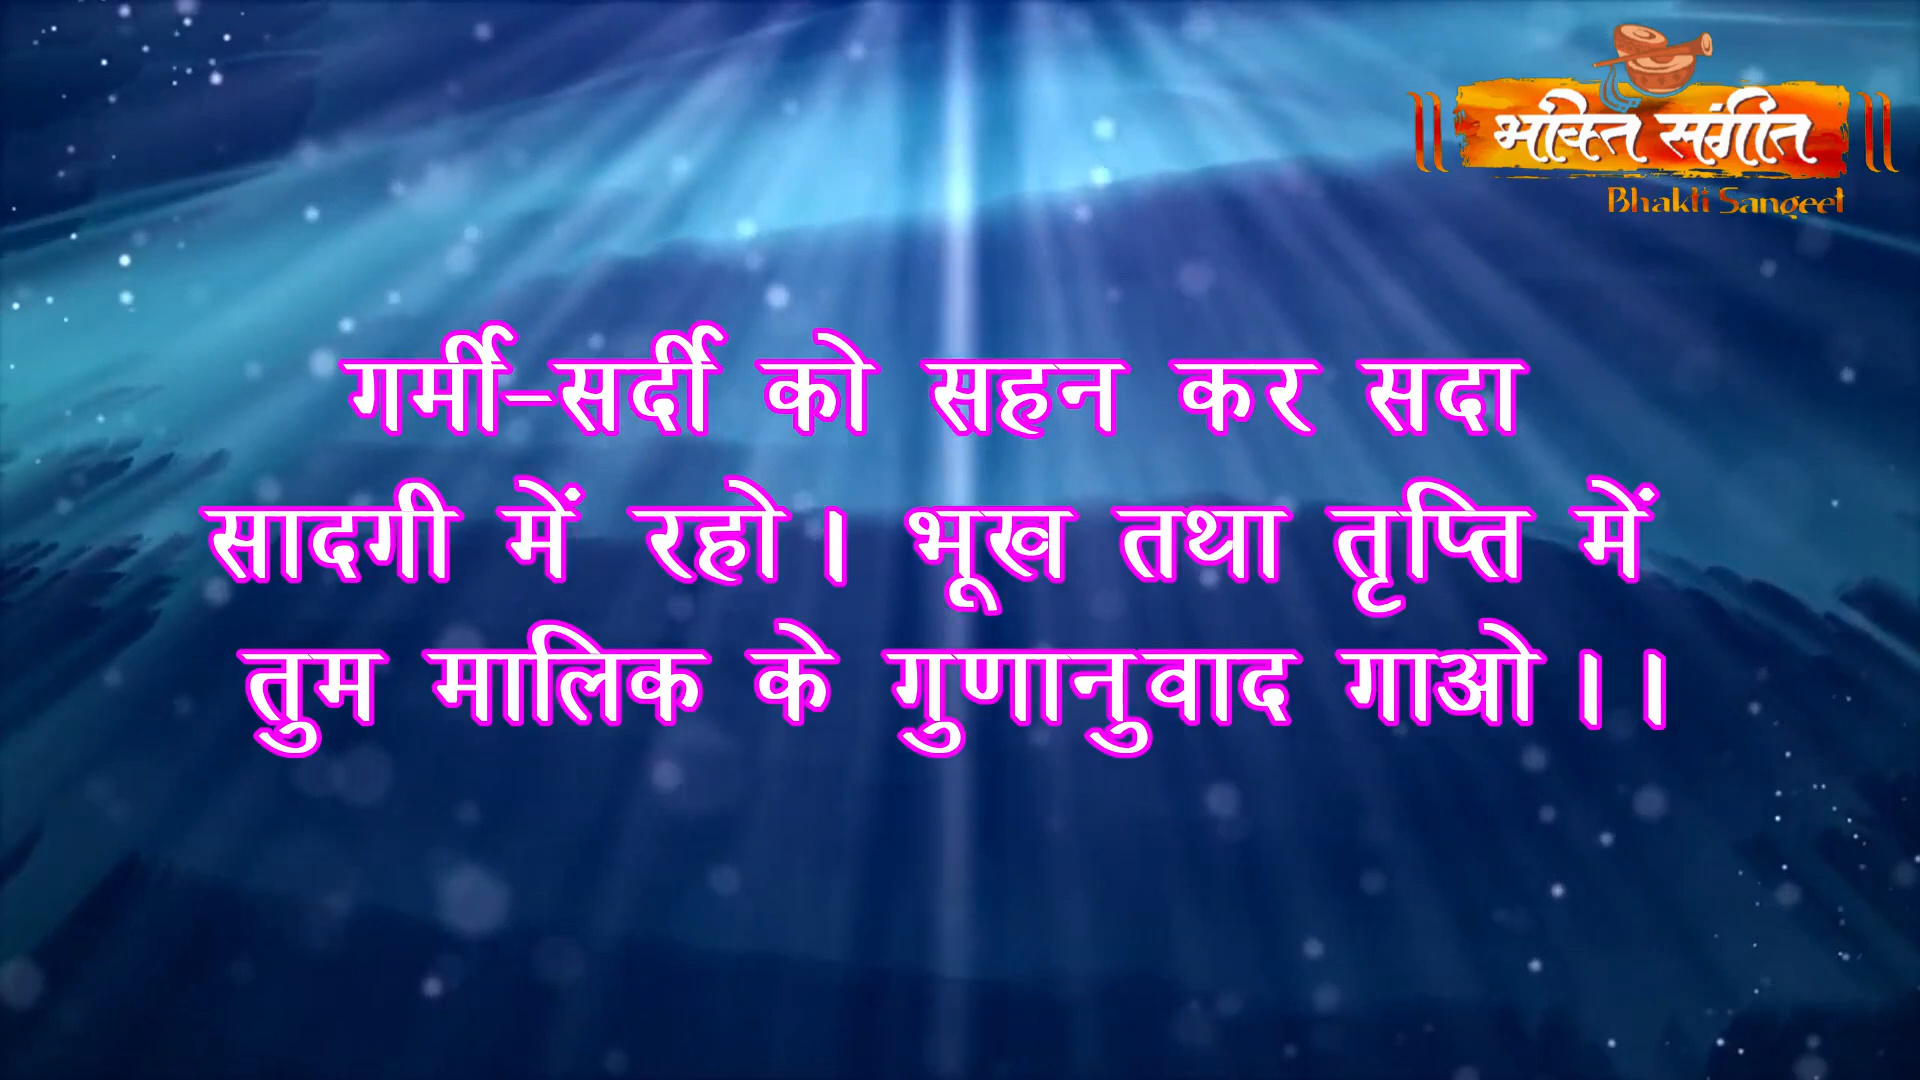 भक्ति संगीत
Bhakti Sangeet
गर्मी-सर्दी को सहन कर सदा
सादगी में रहो। भूख तथा तृप्ति में
तुम मालिक के गुणानुवाद गाओ।।